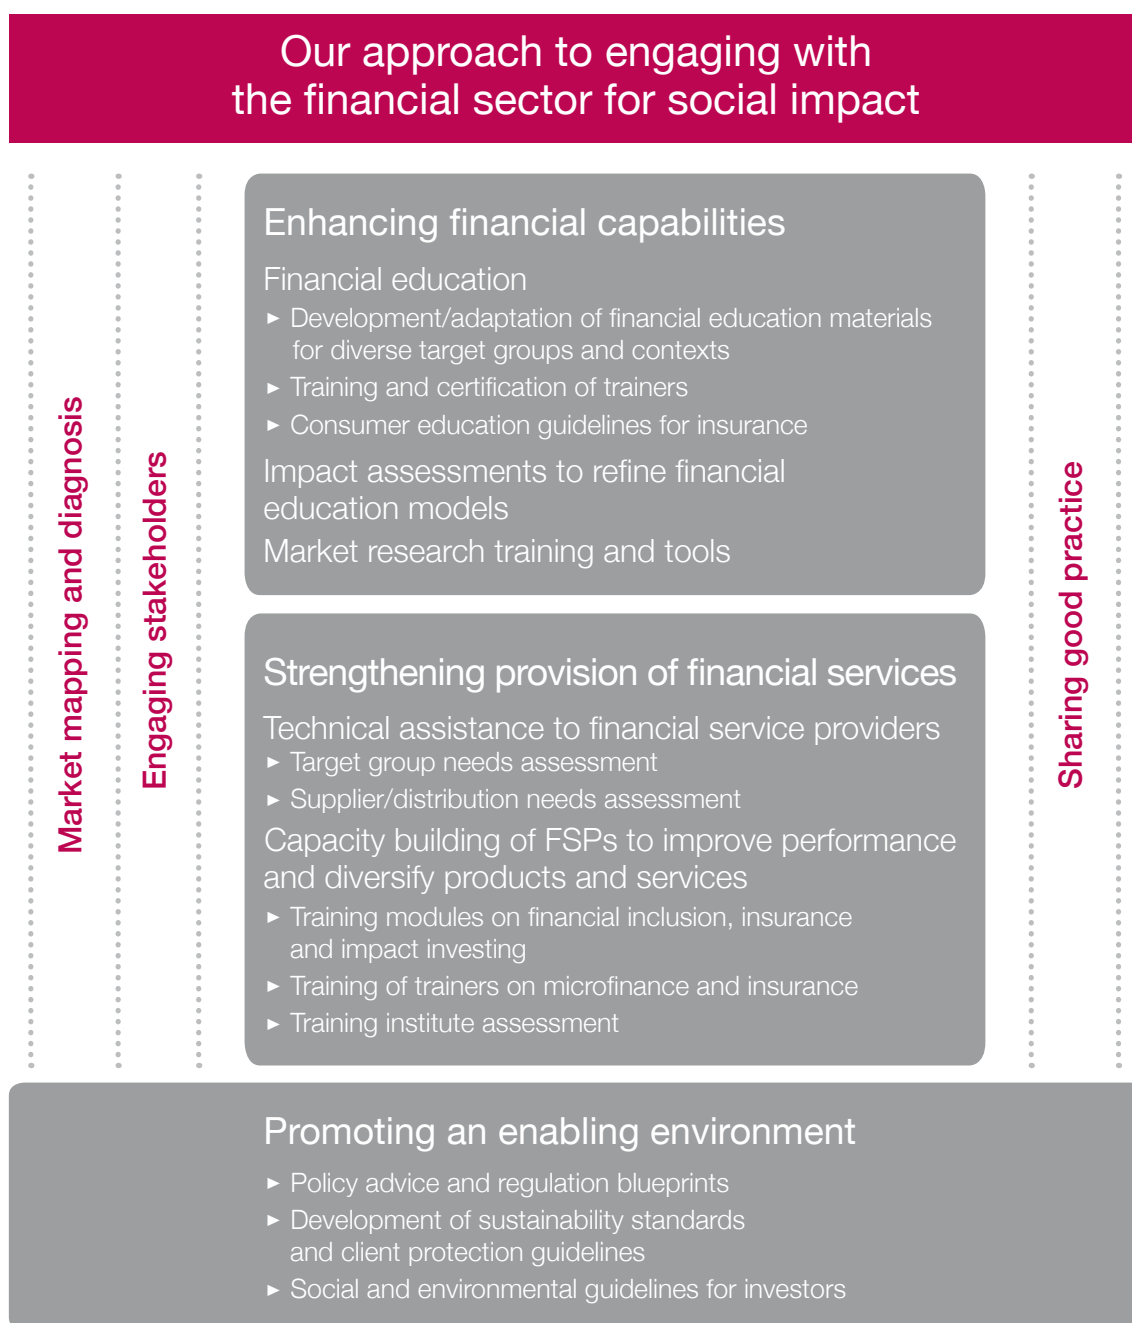 Our approach to engaging with
the financial sector for social impact
Market mapping and diagnosis
Engaging stakeholders
Enhancing financial capabilities
Financial education
► Development/adaptation of financial education materials
for diverse target groups and contexts
► Training and certification of trainers
► Consumer education guidelines for insurance
Impact assessments to refine financial
education models
Market research training and tools
Strengthening provision of financial services
Technical assistance to financial service providers
► Target group needs assessment
► Supplier/distribution needs assessment
Capacity building of FSPs to improve performance
and diversify products and services
► Training modules on financial inclusion, insurance
and impact investing
► Training of trainers on microfinance and insurance
► Training institute assessment
Sharing good practice
Promoting an enabling environment
► Policy advice and regulation blueprints
► Development of sustainability standards
and client protection guidelines
► Social and environmental guidelines for investors